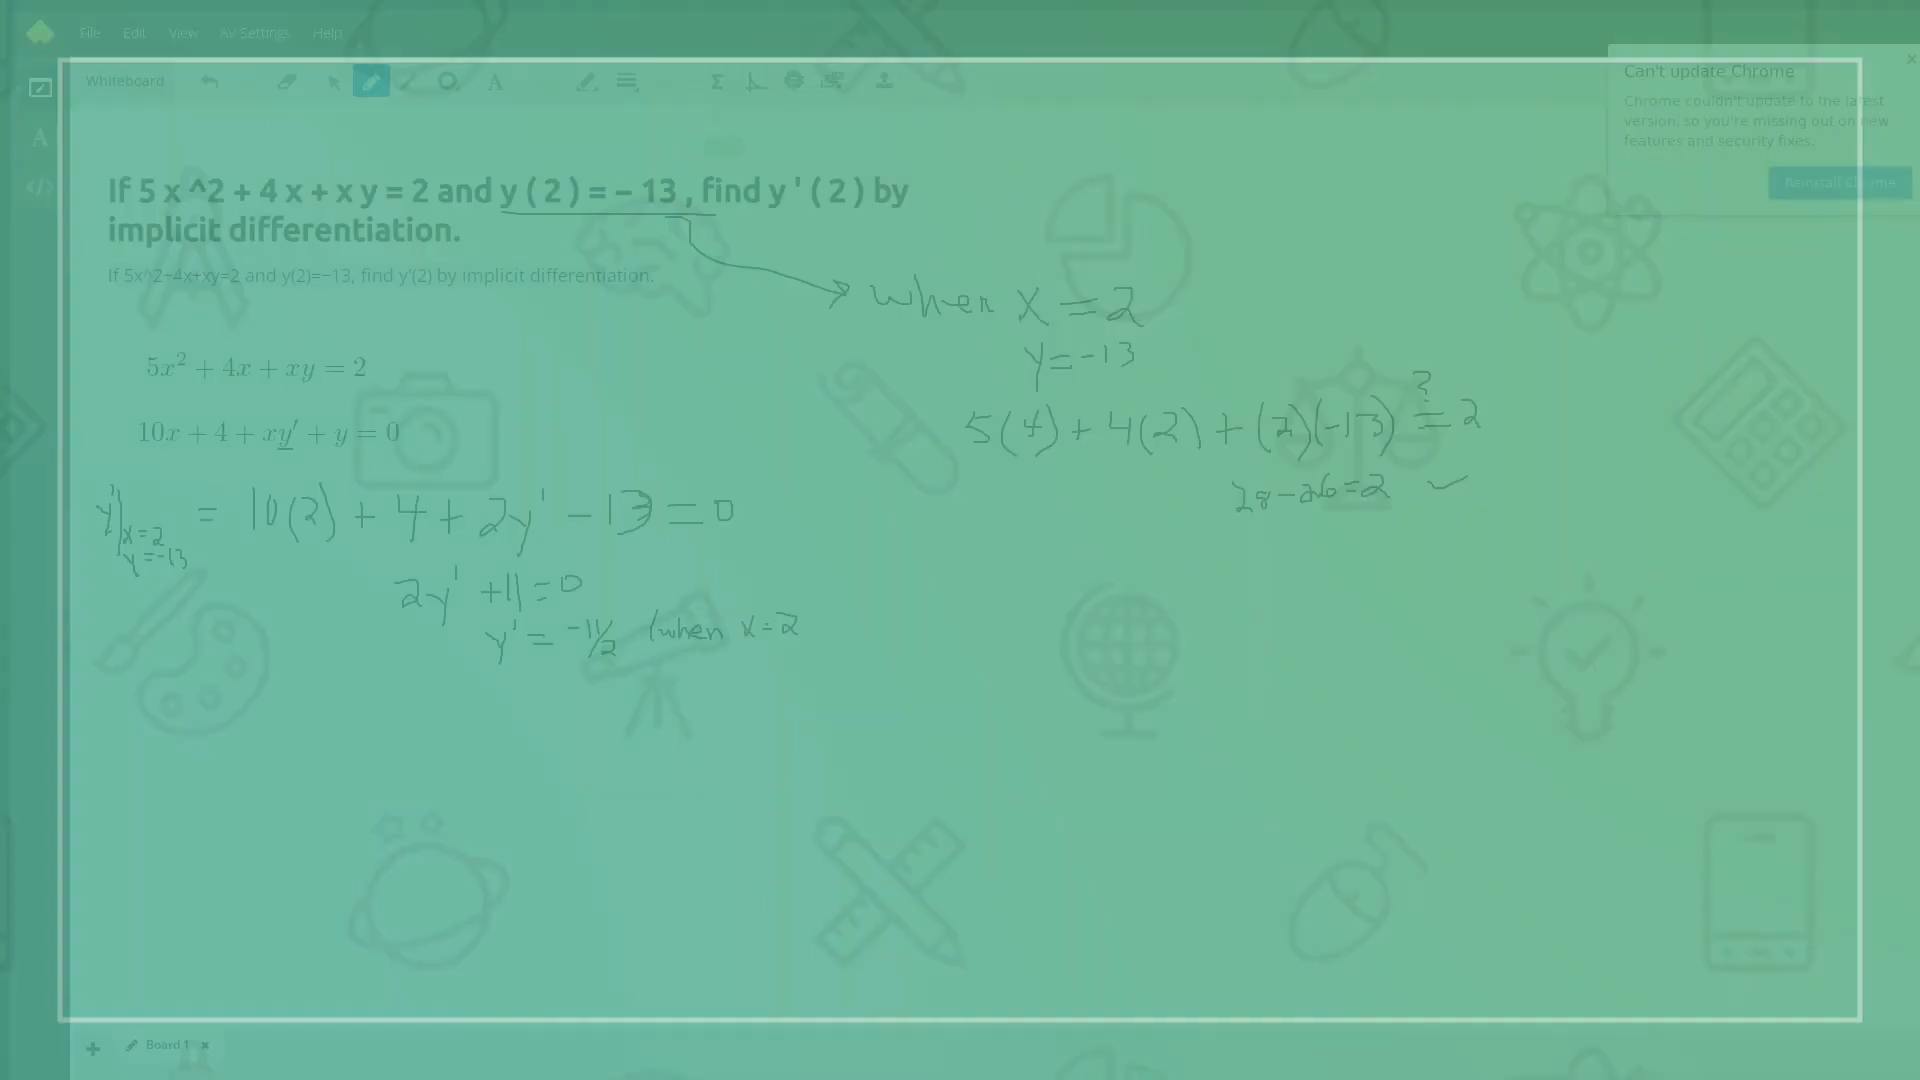 File Edit View AV Settings Help
Whiteboard
A
Can't update Chrome
Chrome couldn't update to the latest
version, so you're missing out on new
features and security fixes.
Reinstall Chrome
If 5 x ^2 + 4 x + x y = 2 and y ( 2 ) = − 13 , find y ' ( 2 ) by
implicit differentiation.
If 5x^2+4x+xy=2 and y(2)=−13, find y'(2) by implicit differentiation.
when x = 2
y = -13
5x² + 4x + xy = 2
5(4) + 4(2) + (2)(-13) ?= 2
28 - 26 = 2 ✓
10x + 4 + xy' + y = 0
y'| x=2 y=-13 = 10(2) + 4 + 2y' - 13 = 0
2y' + 11 = 0
y' = -11/2 (when x = 2
Board 1